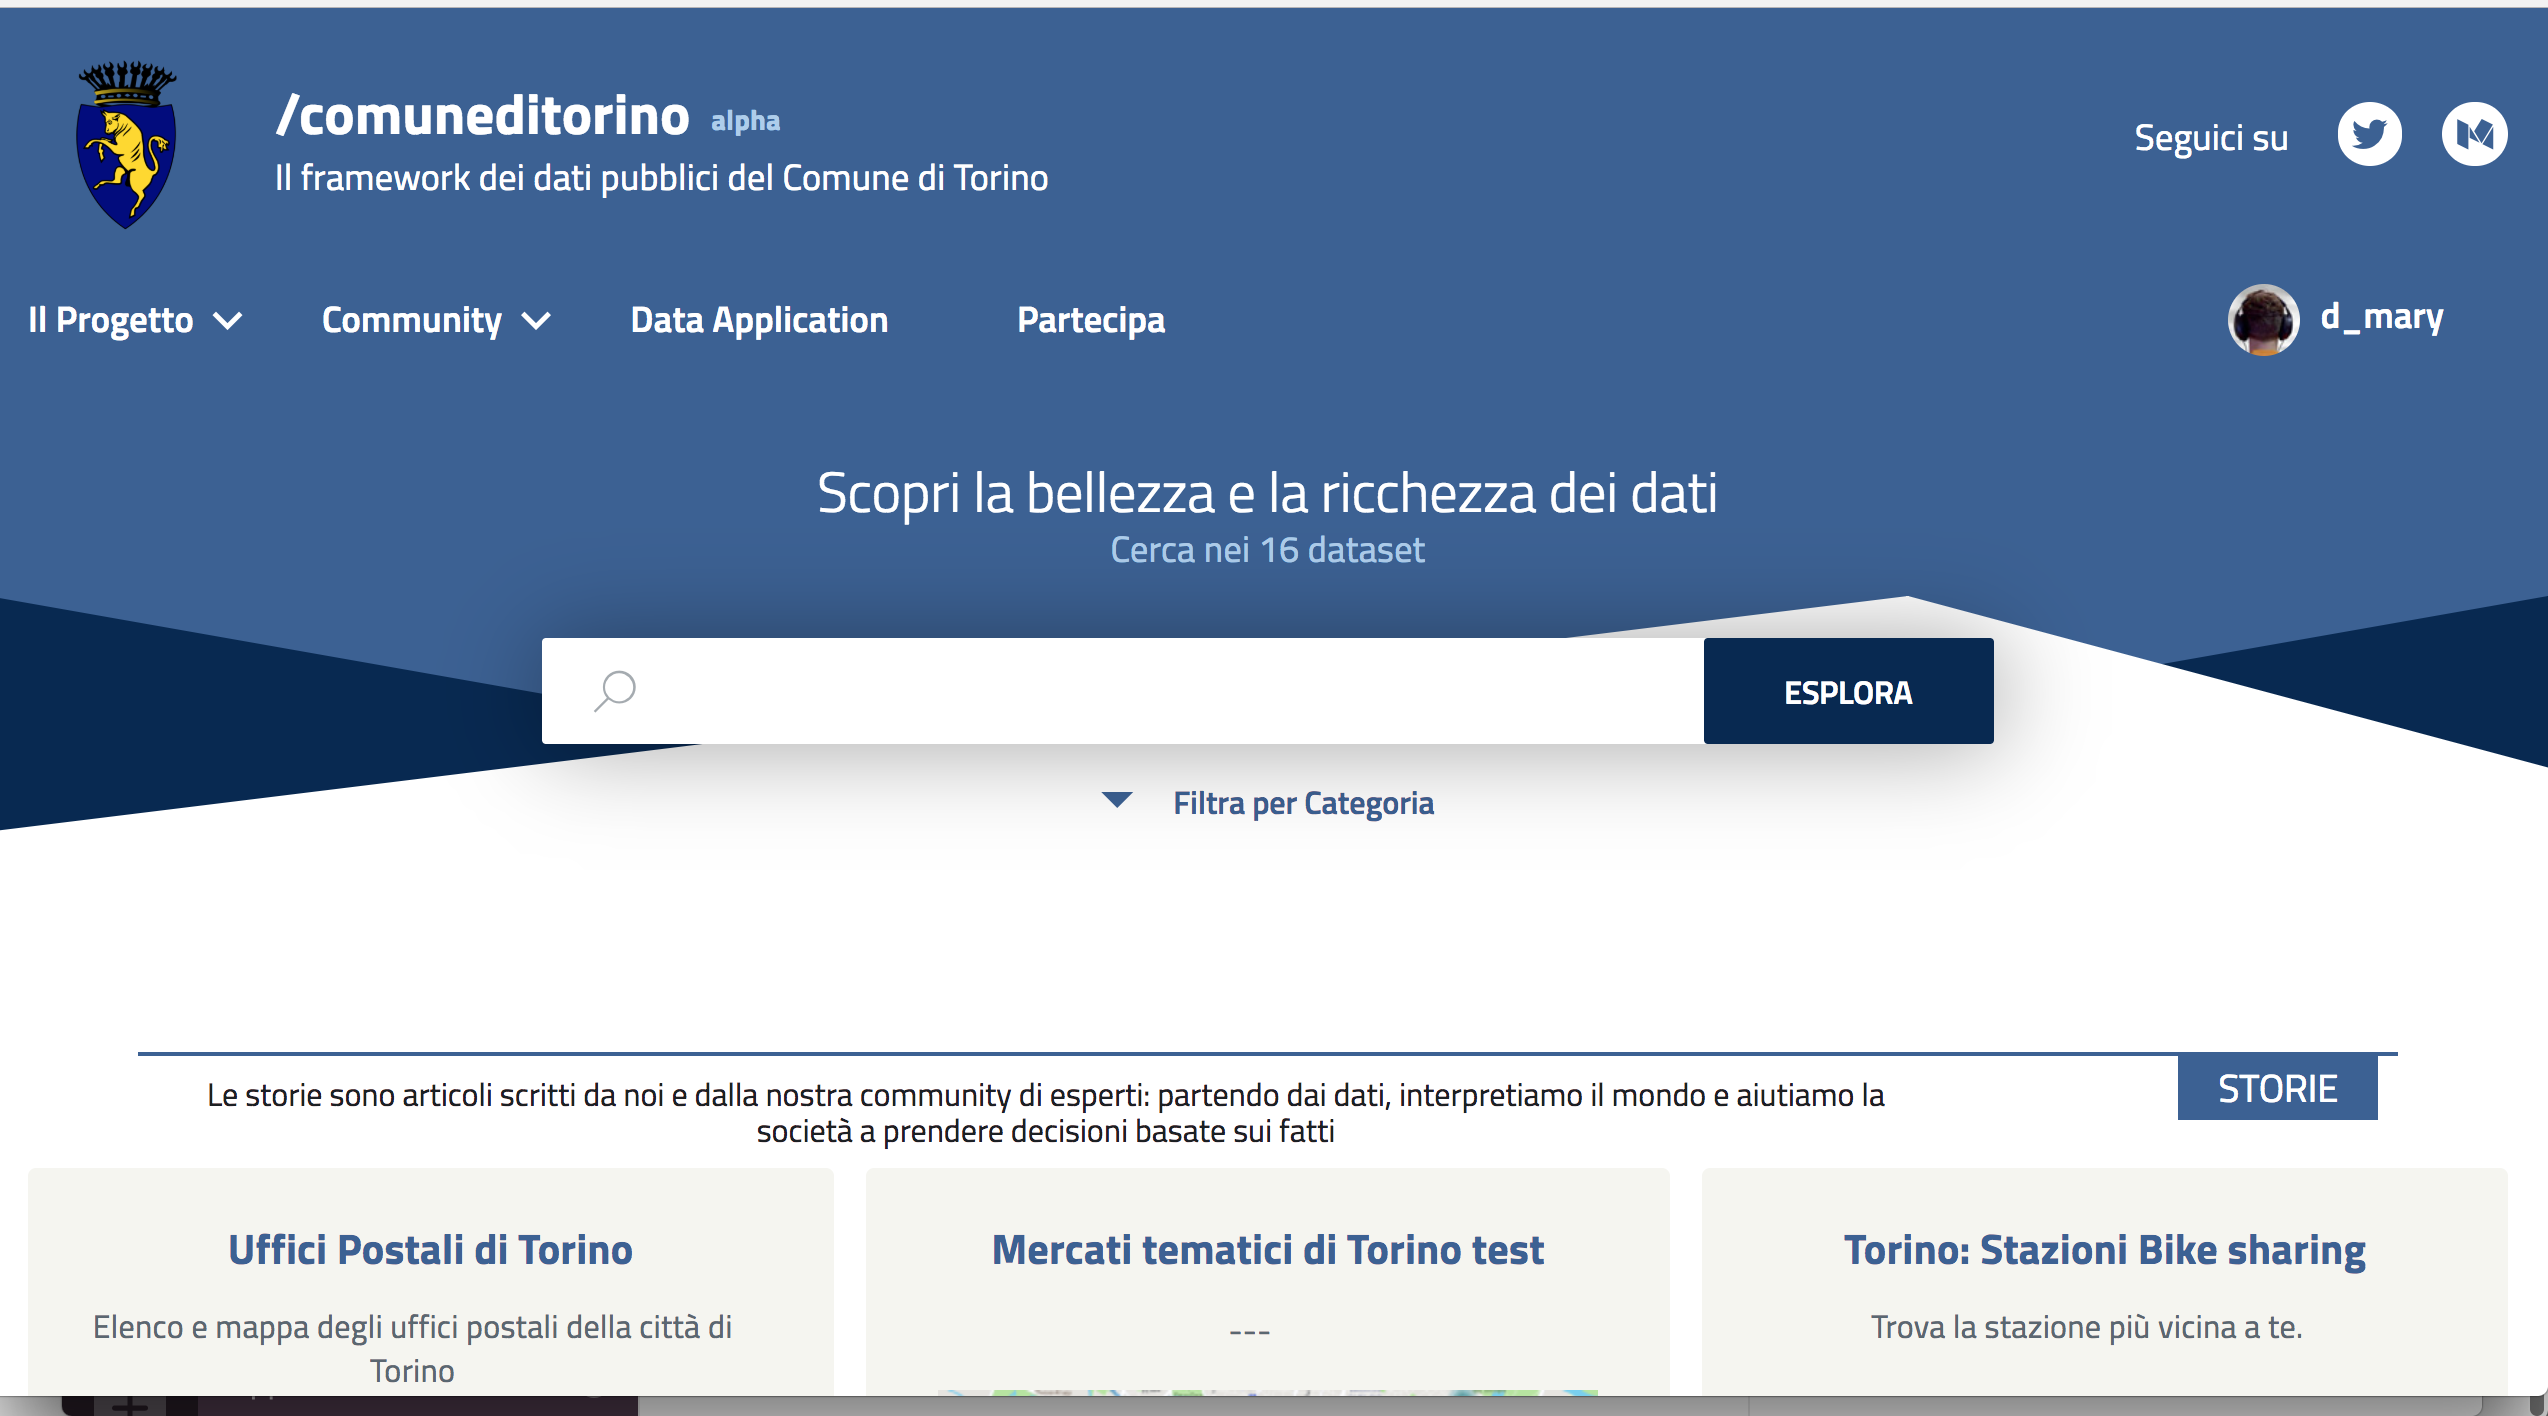 /comuneditorino alpha
Il framework dei dati pubblici del Comune di Torino
Seguici su
Il Progetto
Community
Data Application
Partecipa
d_mary
Scopri la bellezza e la ricchezza dei dati
Cerca nei 16 dataset
ESPLORA
Filtra per Categoria
STORIE
Le storie sono articoli scritti da noi e dalla nostra community di esperti: partendo dai dati, interpretiamo il mondo e aiutiamo la
società a prendere decisioni basate sui fatti
Uffici Postali di Torino
Elenco e mappa degli uffici postali della città di
Torino
Mercati tematici di Torino test
---
Torino: Stazioni Bike sharing
Trova la stazione più vicina a te.